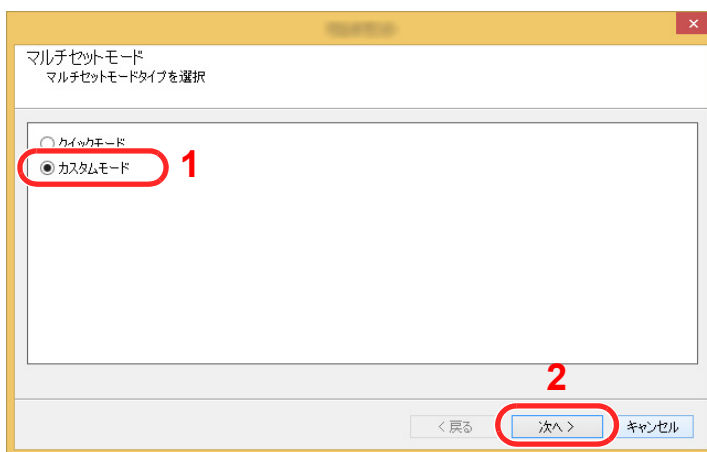 マルチセットモード
マルチセットモードタイプを選択
クイックモード
カスタムモード 1
2
< 戻る 次へ > キャンセル